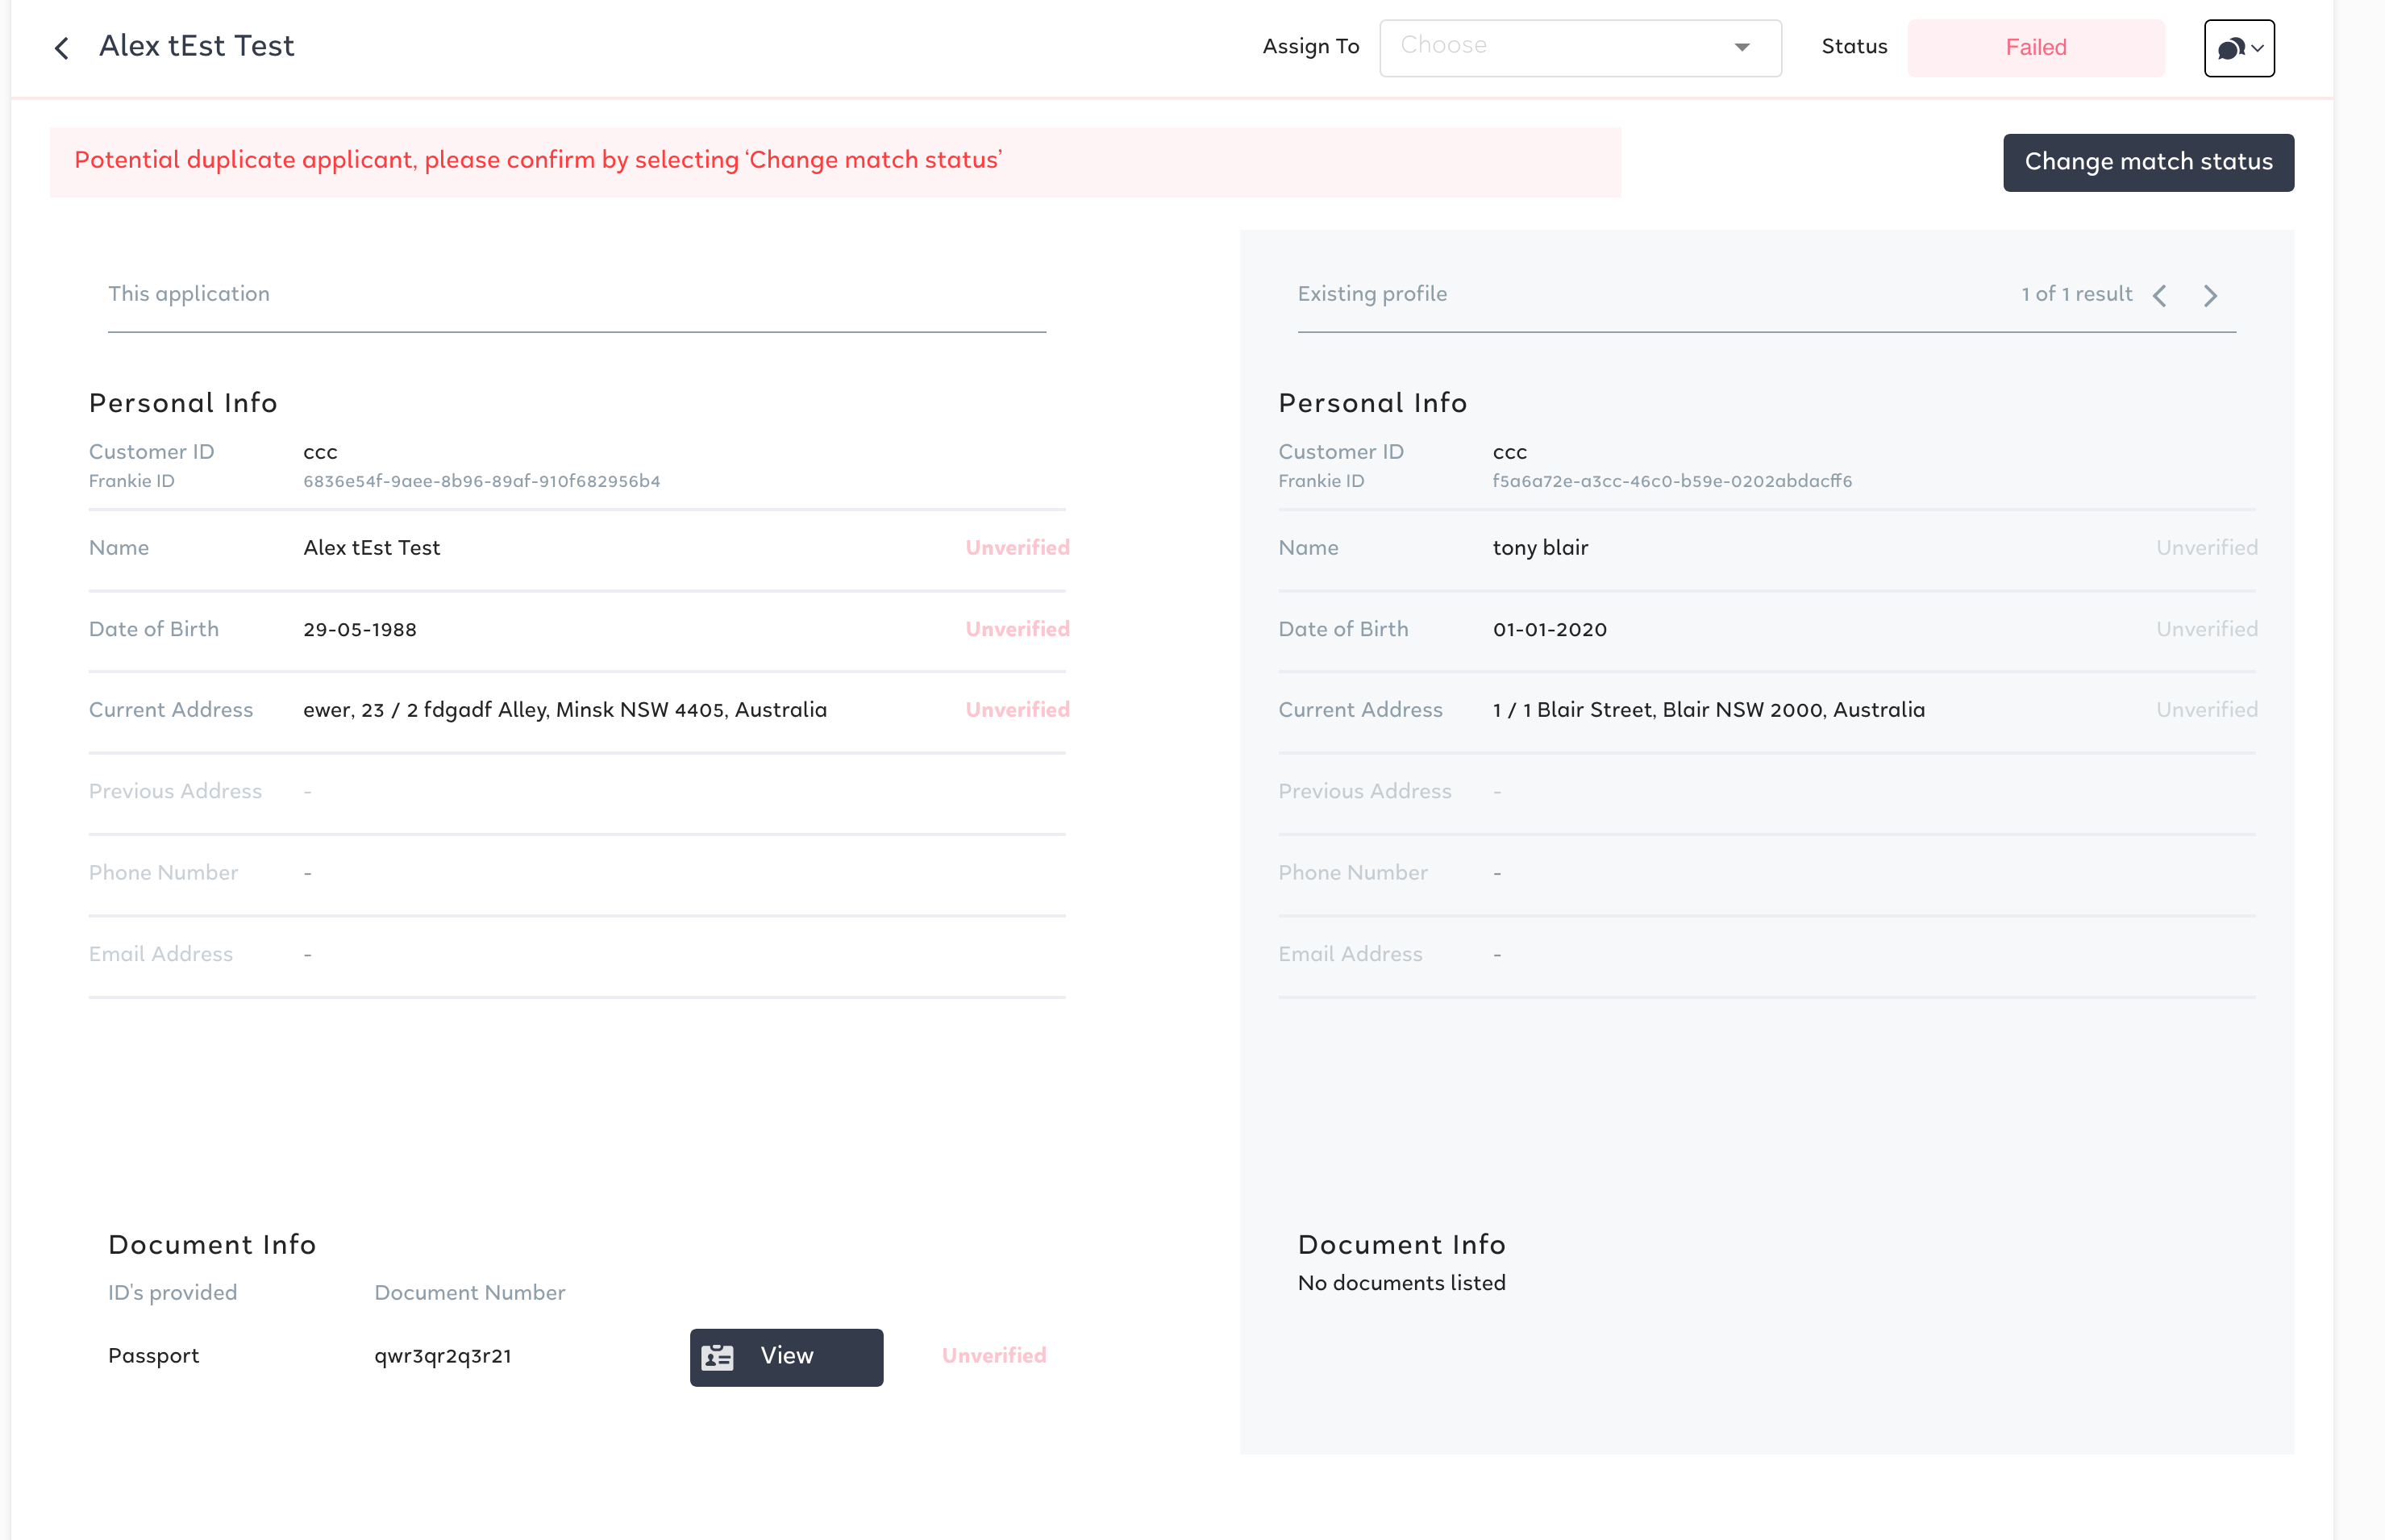 Alex tEst Test
Assign To
Choose
Status
Failed
Potential duplicate applicant, please confirm by selecting ‘Change match status’
Change match status
This application
Personal Info
Customer ID ccc
Frankie ID 6836e54f-9aee-8b96-89af-910f682956b4
Name Alex tEst Test Unverified
Date of Birth 29-05-1988 Unverified
Current Address ewer, 23 / 2 fdgadf Alley, Minsk NSW 4405, Australia Unverified
Previous Address -
Phone Number -
Email Address -
Document Info
ID's provided Document Number
Passport qwr3qr2q3r21 View Unverified
Existing profile 1 of 1 result
Personal Info
Customer ID ccc
Frankie ID f5a6a72e-a3cc-46c0-b59e-0202abdacff6
Name tony blair Unverified
Date of Birth 01-01-2020 Unverified
Current Address 1 / 1 Blair Street, Blair NSW 2000, Australia Unverified
Previous Address -
Phone Number -
Email Address -
Document Info
No documents listed